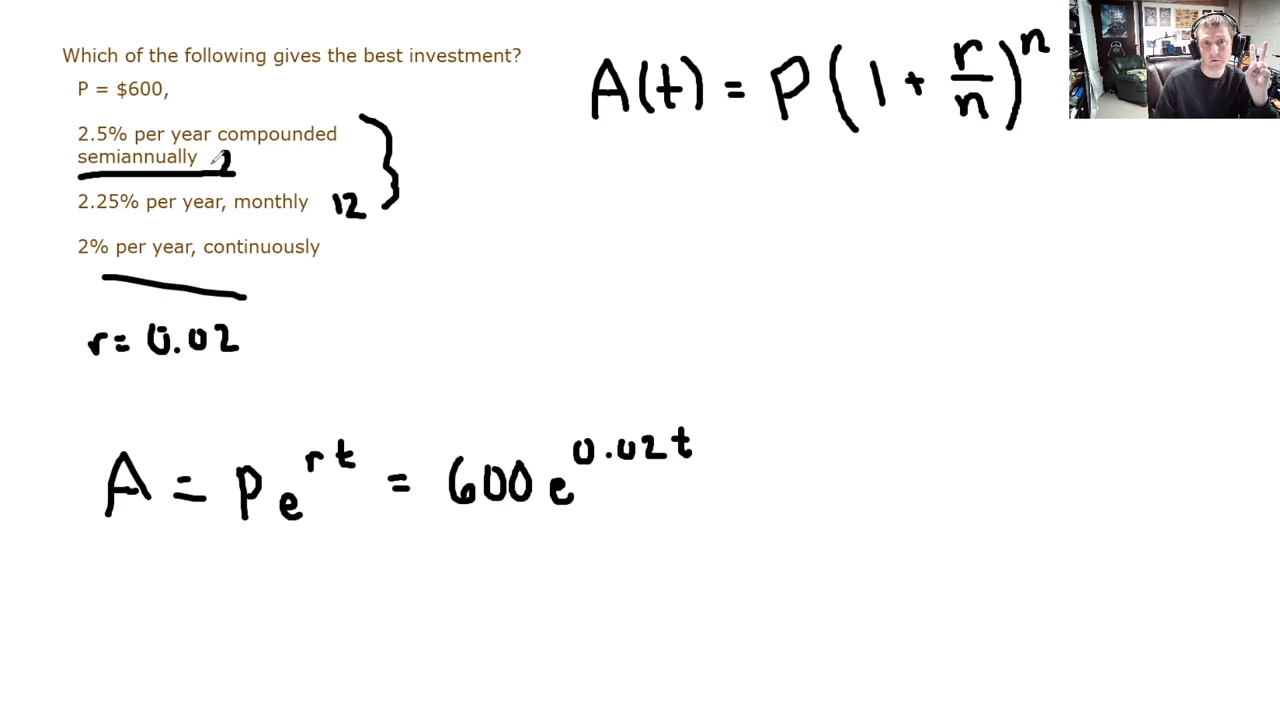 Which of the following gives the best investment?
P = $600,
2.5% per year compounded
semiannually 2
2.25% per year, monthly 12
2% per year, continuously
r = 0.02
A(t) = P(1 + r/n)^n
A = Pe^rt = 600e^0.02t